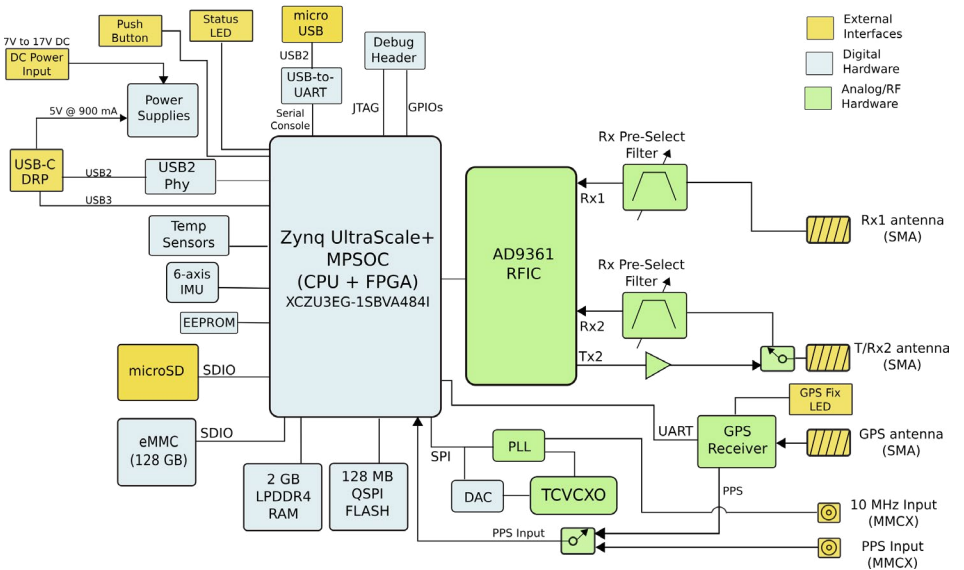 Push
Button
Status
LED
micro
USB
USB2
Debug
Header
External
Interfaces
7V to 17V DC
DC Power
Input
USB-to-
UART
Digital
Hardware
Power
Supplies
Serial
Console
JTAG
GPIOs
Analog/RF
Hardware
5V @ 900 mA
USB-C
DRP
USB2
USB2
Phy
USB3
Temp
Sensors
6-axis
IMU
EEPROM
Zynq UltraScale+
MPSOC
(CPU + FPGA)
XCZU3EG-1SBVA484I
AD9361
RFIC
Rx Pre-Select
Filter
Rx1
Rx1 antenna
(SMA)
Rx Pre-Select
Filter
Rx2
Tx2
T/Rx2 antenna
(SMA)
microSD
SDIO
eMMC
(128 GB)
SDIO
GPS Fix
LED
UART
GPS
Receiver
GPS antenna
(SMA)
SPI
PLL
2 GB
LPDDR4
RAM
128 MB
QSPI
FLASH
DAC
TCVCXO
PPS
10 MHz Input
(MMCX)
PPS Input
PPS Input
(MMCX)